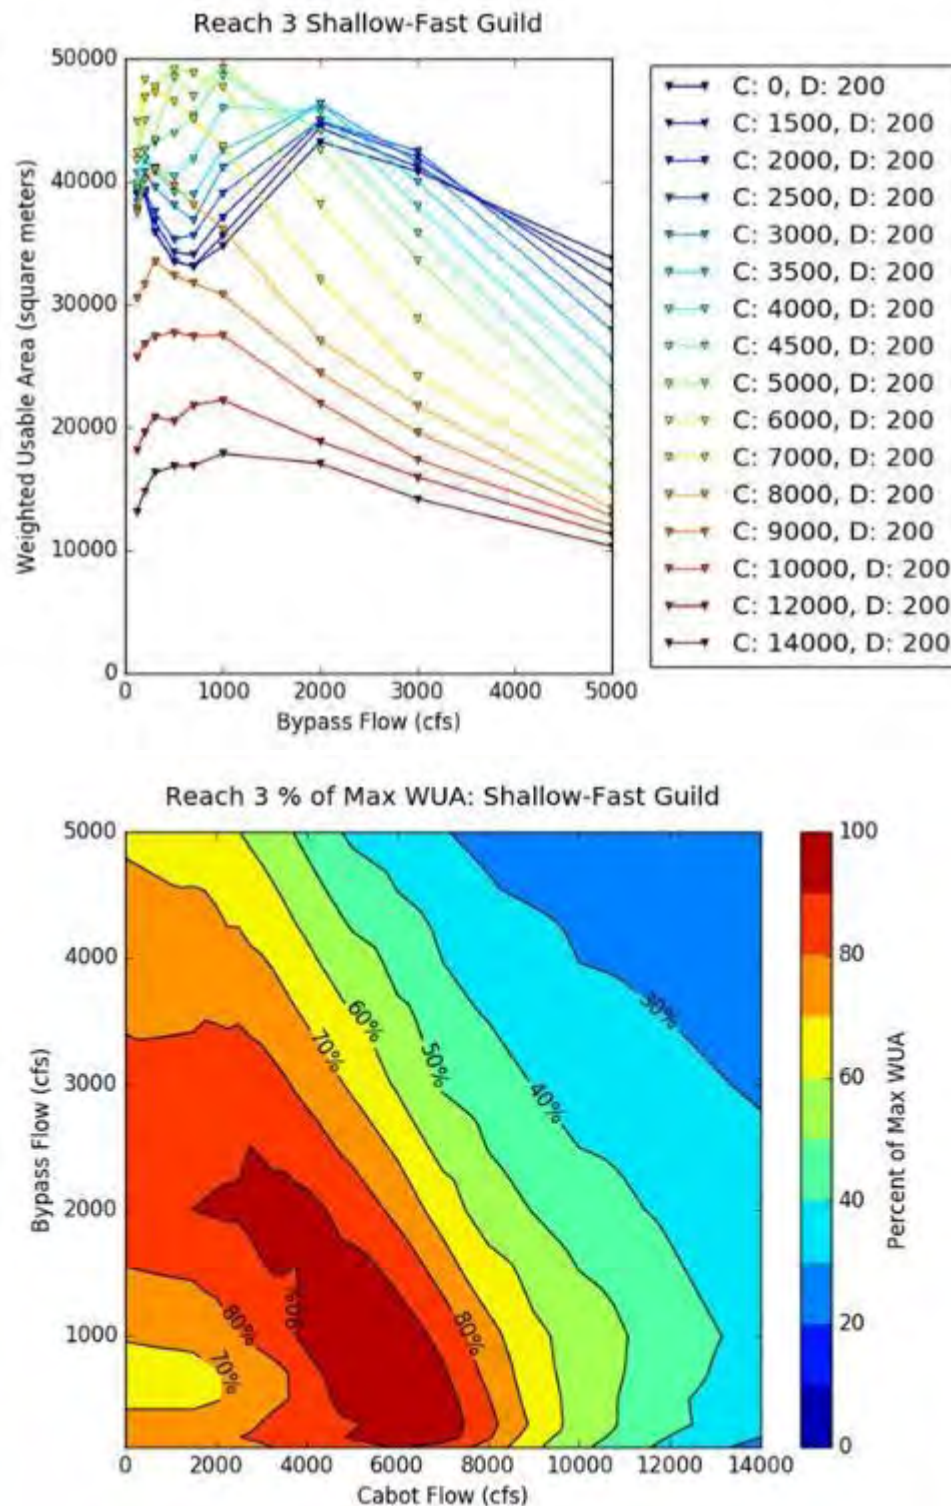 Reach 3 Shallow-Fast Guild
50000
40000
30000
20000
10000
0
Weighted Usable Area (square meters)
0 1000 2000 3000 4000 5000
Bypass Flow (cfs)
C: 0, D: 200
C: 1500, D: 200
C: 2000, D: 200
C: 2500, D: 200
C: 3000, D: 200
C: 3500, D: 200
C: 4000, D: 200
C: 4500, D: 200
C: 5000, D: 200
C: 6000, D: 200
C: 7000, D: 200
C: 8000, D: 200
C: 9000, D: 200
C: 10000, D: 200
C: 12000, D: 200
C: 14000, D: 200
Reach 3 % of Max WUA: Shallow-Fast Guild
5000
4000
3000
2000
1000
Bypass Flow (cfs)
30%
60%
70%
50%
40%
90%
80%
80%
70%
0 2000 4000 6000 8000 10000 12000 14000
Cabot Flow (cfs)
100
80
60
40
20
0
Percent of Max WUA